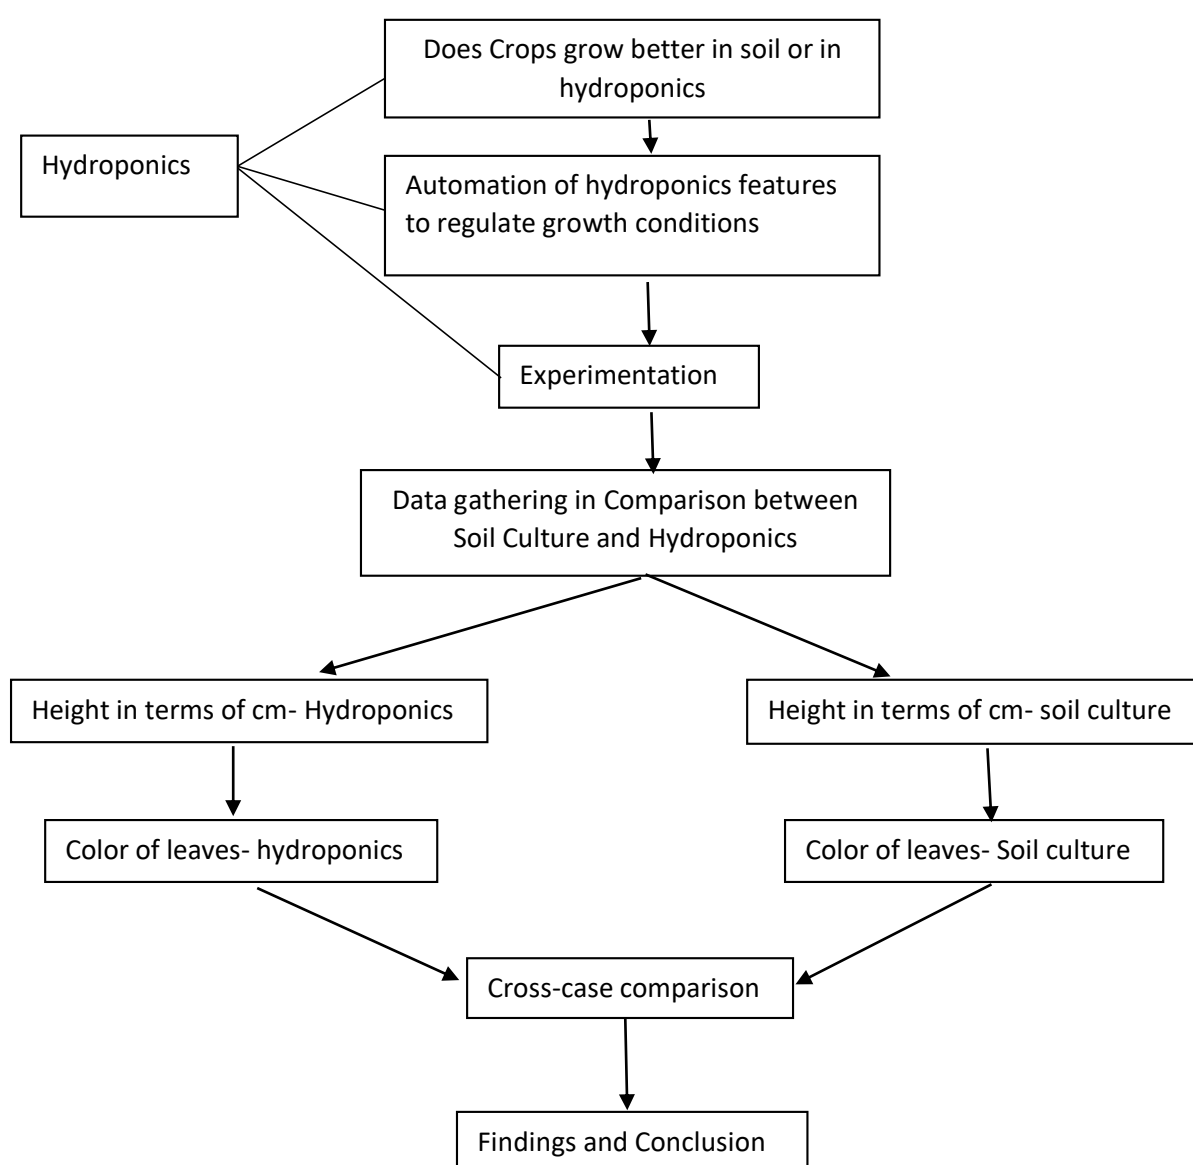 Does Crops grow better in soil or in
hydroponics
Hydroponics
Automation of hydroponics features
to regulate growth conditions
Experimentation
Data gathering in Comparison between
Soil Culture and Hydroponics
Height in terms of cm- Hydroponics
Height in terms of cm- soil culture
Color of leaves- hydroponics
Color of leaves- Soil culture
Cross-case comparison
Findings and Conclusion